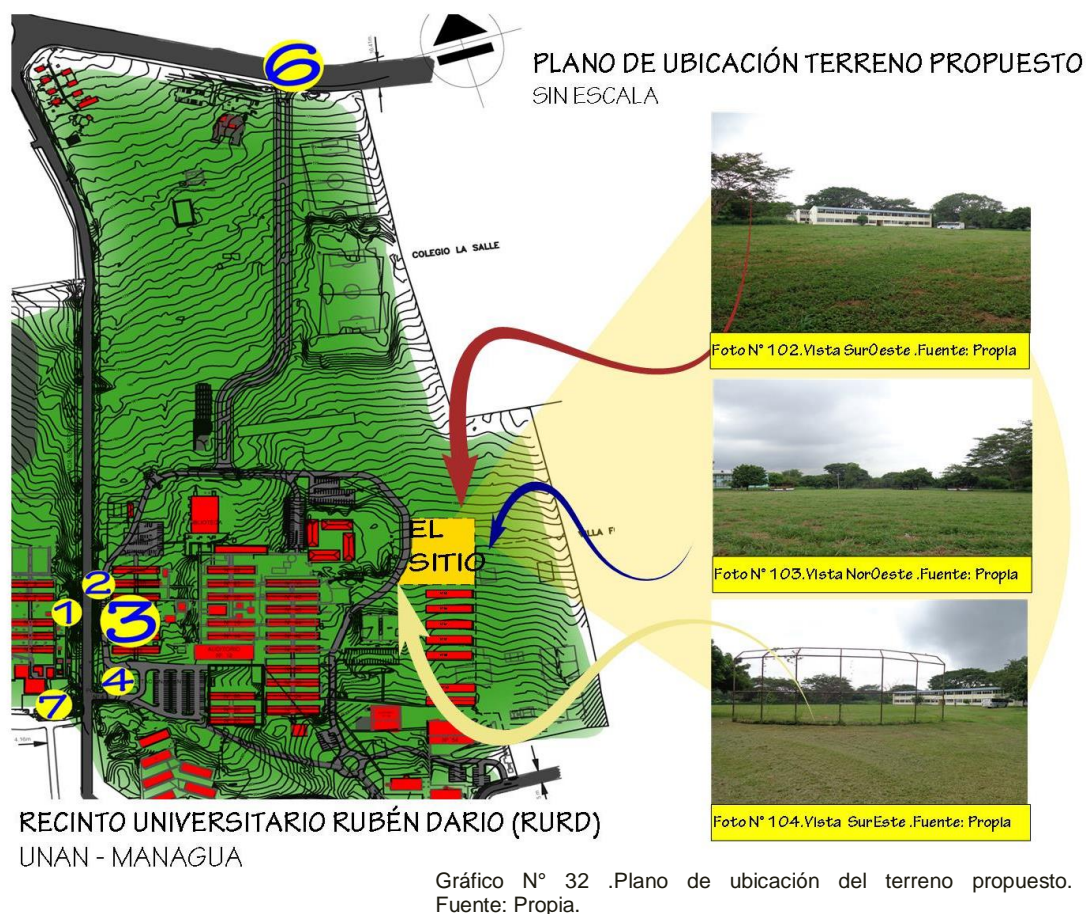 6
PLANO DE UBICACIÓN TERRENO PROPUESTO
SIN ESCALA
COLEGIO LA SALLE
Foto N° 102.Vista SurOeste .Fuente: Propia
Foto N° 103.Vista NorOeste .Fuente: Propia
EL
SITIO
2
1
3
AUDITORIO
4
7
Foto N° 104.Vista SurEste .Fuente: Propia
RECINTO UNIVERSITARIO RUBÉN DARIO (RURD)
UNAN - MANAGUA
Gráfico N° 32 .Plano de ubicación del terreno propuesto.
Fuente: Propia.